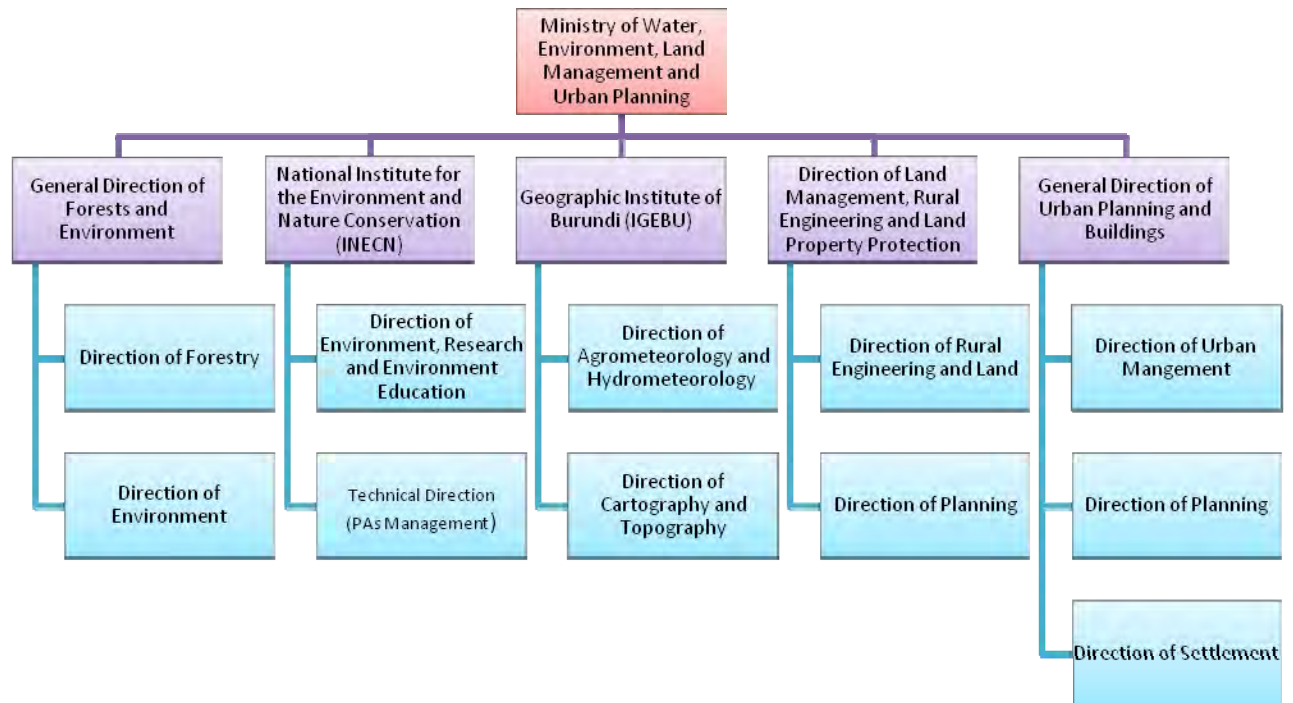 Ministry of Water,
Environment, Land
Management and
Urban Planning
General Direction of
Forests and
Environment
National Institute for
the Environment and
Nature Conservation
(INECN)
Geographic Institute of
Burundi (IGEBU)
Direction of Land
Management, Rural
Engineering and Land
Property Protection
General Direction of
Urban Planning and
Buildings
Direction of Forestry
Direction of
Environment, Research
and Environment
Education
Direction of
Agrometeorology and
Hydrometeorology
Direction of Rural
Engineering and Land
Direction of Urban
Mangement
Direction of
Environment
Technical Direction
(PAs Management)
Direction of
Cartography and
Topography
Direction of Planning
Direction of Planning
Direction of Settlement